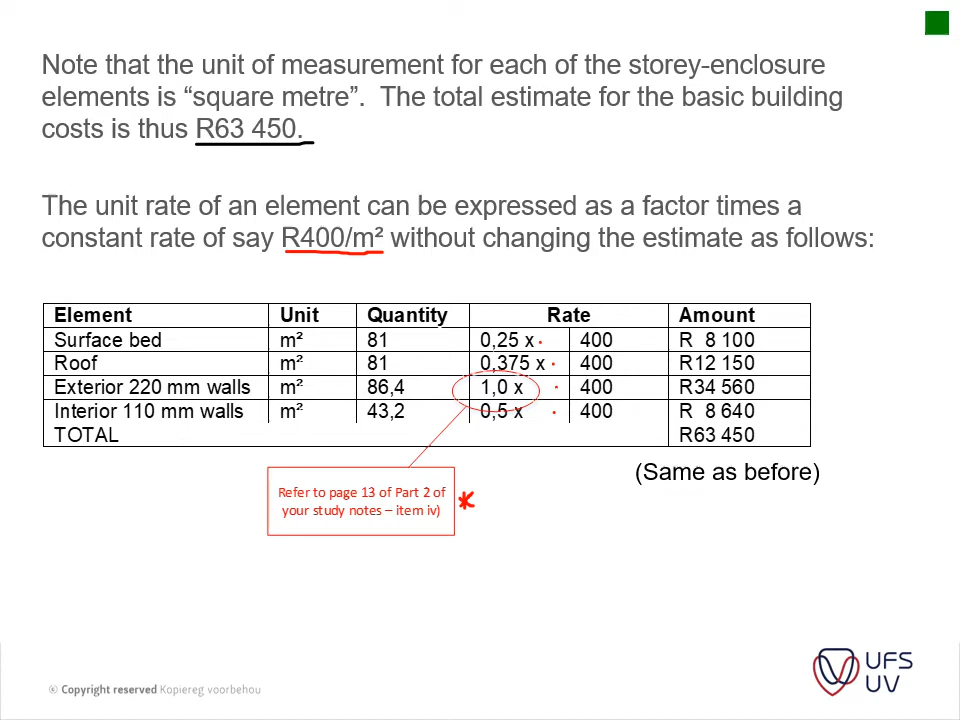 Note that the unit of measurement for each of the storey-enclosure
elements is “square metre”.  The total estimate for the basic building
costs is thus R63 450.
The unit rate of an element can be expressed as a factor times a
constant rate of say R400/m² without changing the estimate as follows:
Element Unit Quantity Rate Amount
Surface bed m² 81 0,25 x 400 R  8 100
Roof m² 81 0,375 x 400 R12 150
Exterior 220 mm walls m² 86,4 1,0 x 400 R34 560
Interior 110 mm walls m² 43,2 0,5 x 400 R  8 640
TOTAL R63 450
(Same as before)
Refer to page 13 of Part 2 of
your study notes – item iv)
UFS
UV
© Copyright reserved Kopiereg voorbehou